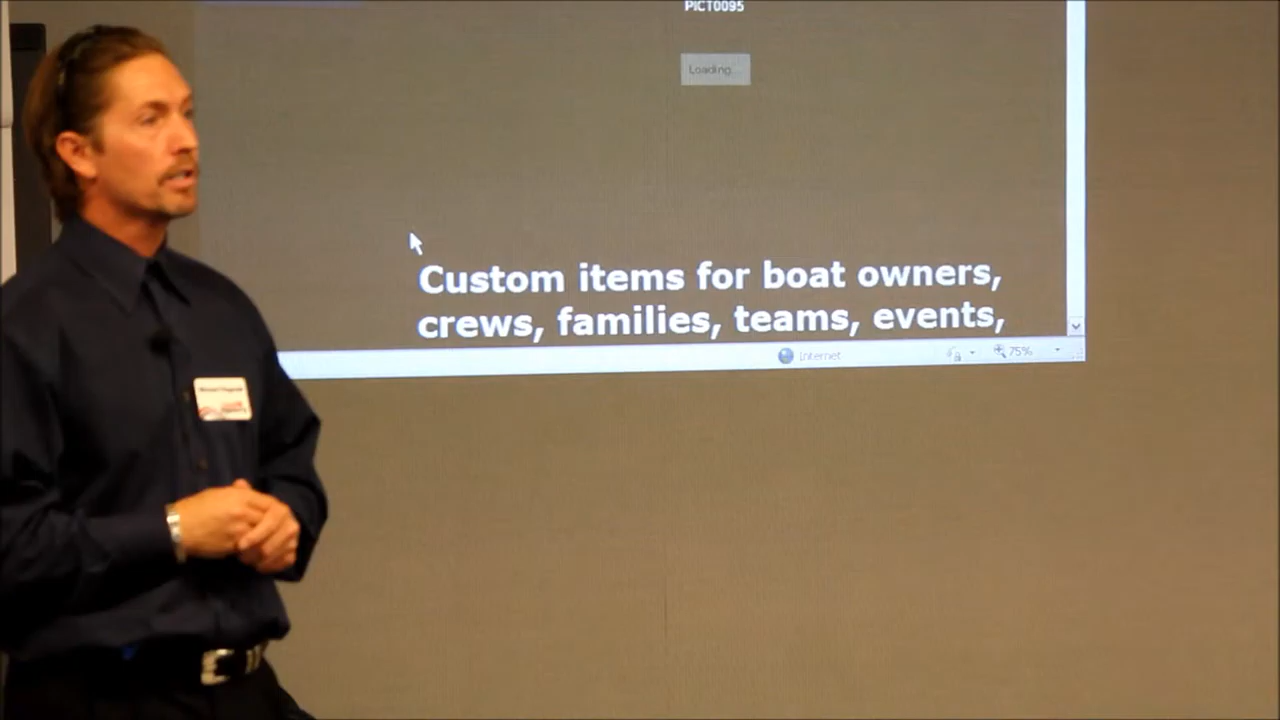 PICT0095
Loading...
Custom items for boat owners,
crews, families, teams, events,
Internet
75%